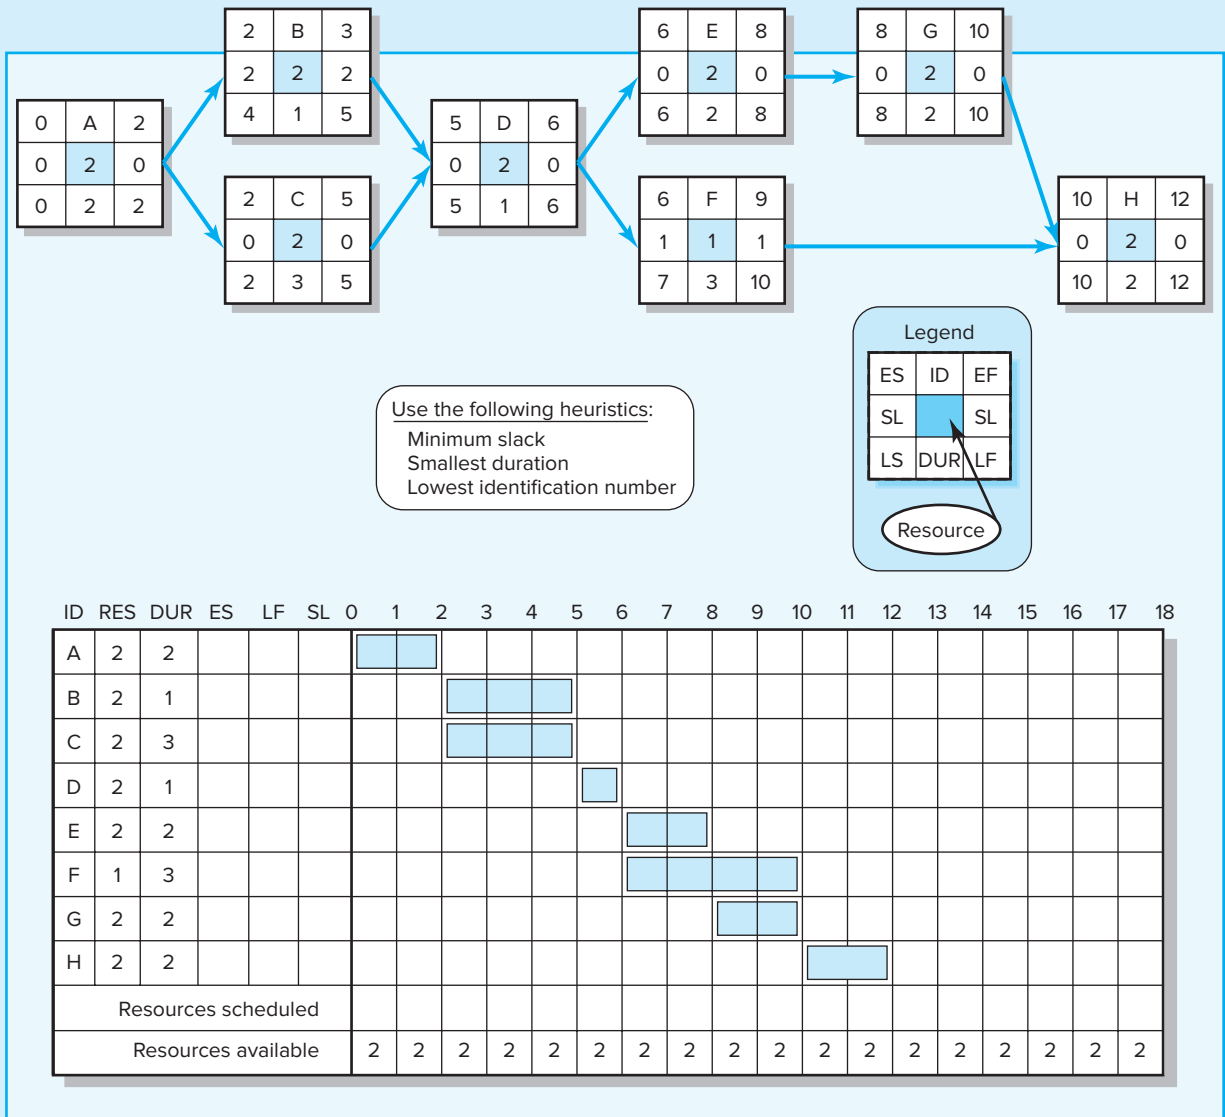 2 B 3
2 2 2
4 1 5
6 E 8
0 2 0
6 2 8
8 G 10
0 2 0
8 2 10
0 A 2
0 2 0
0 2 2
5 D 6
0 2 0
5 1 6
2 C 5
0 2 0
2 3 5
6 F 9
1 1 1
7 3 10
10 H 12
0 2 0
10 2 12
Legend
ES ID EF
SL SL
LS DUR LF
Resource
Use the following heuristics:
Minimum slack
Smallest duration
Lowest identification number
ID RES DUR ES LF SL 0 1 2 3 4 5 6 7 8 9 10 11 12 13 14 15 16 17 18
A 2 2
B 2 1
C 2 3
D 2 1
E 2 2
F 1 3
G 2 2
H 2 2
Resources scheduled
Resources available 2 2 2 2 2 2 2 2 2 2 2 2 2 2 2 2 2 2